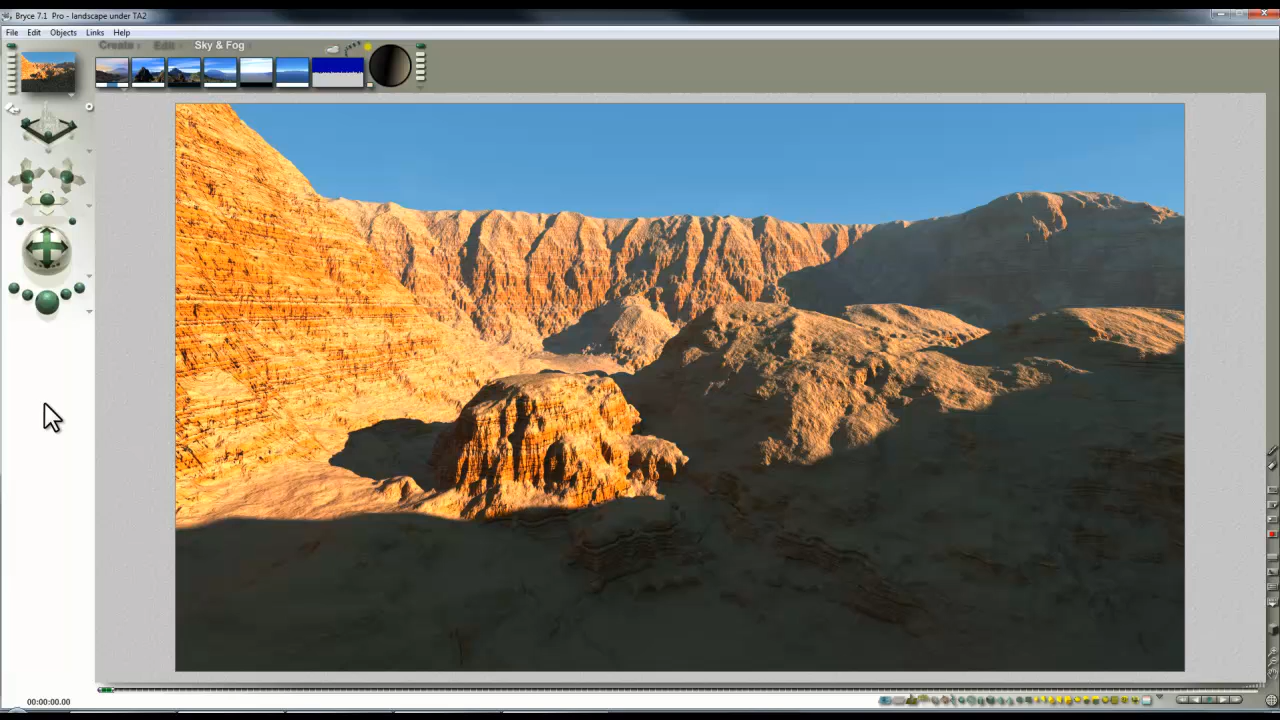 Bryce 7.1 Pro - landscape under TA2
File Edit Objects Links Help
Create Edit Sky & Fog
00:00:00.00